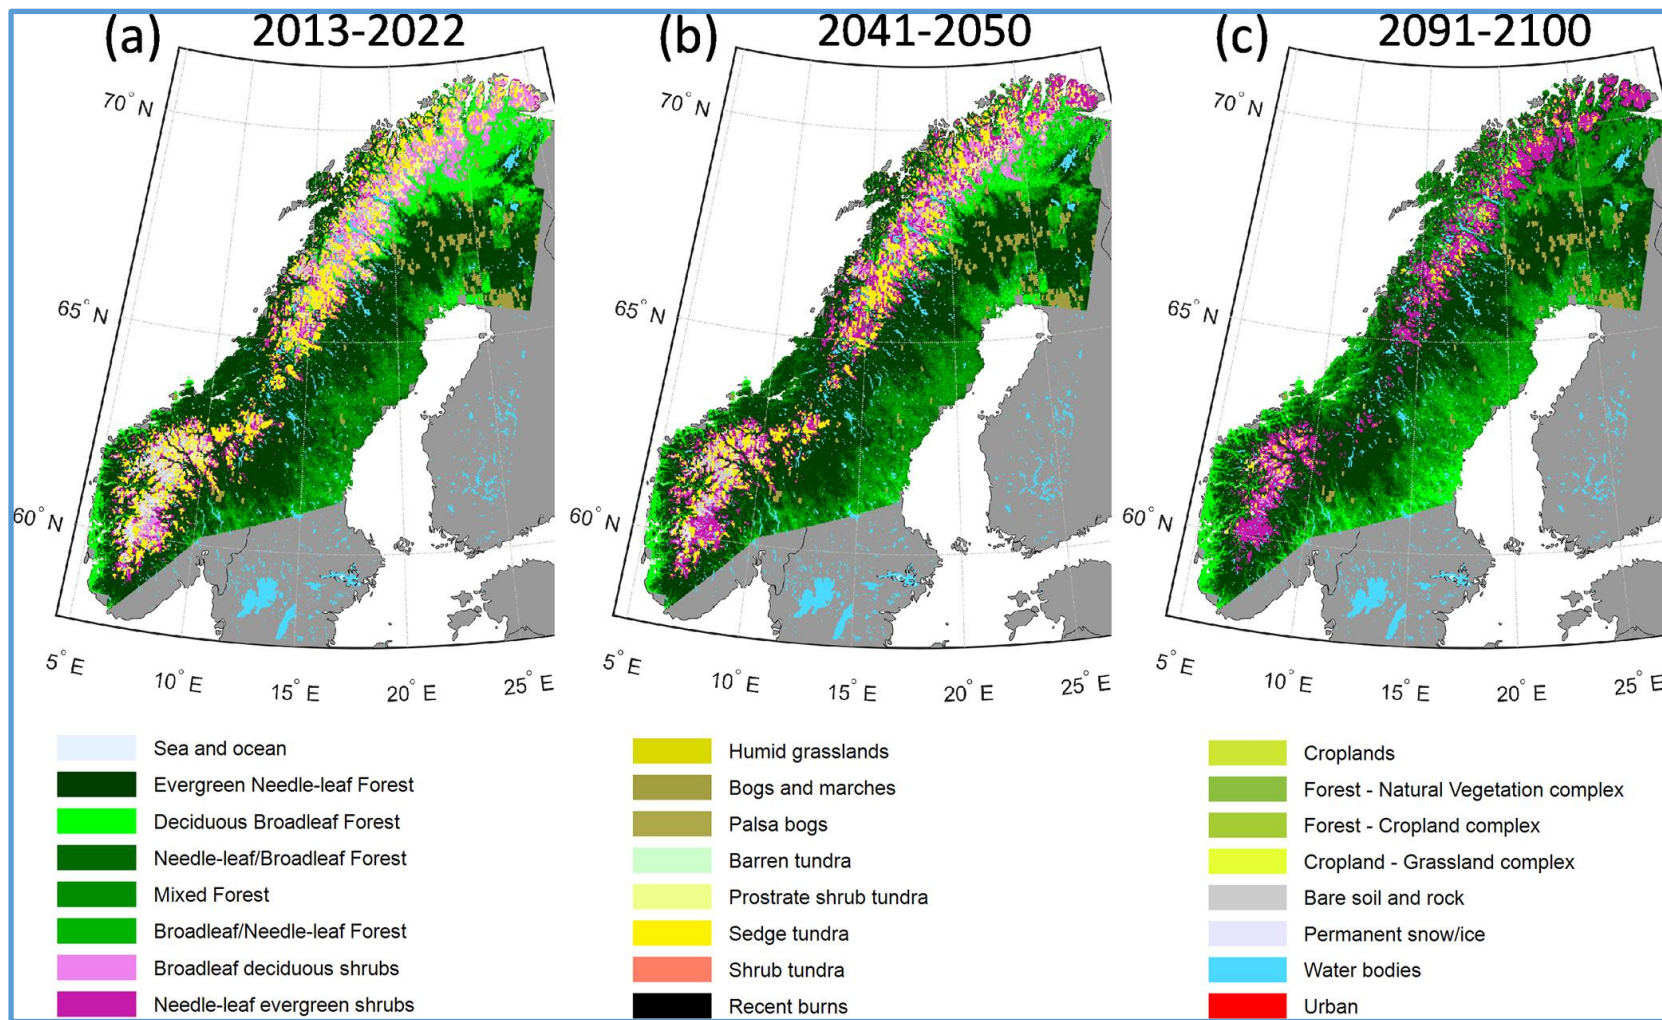 (a) 2013-2022
(b) 2041-2050
(c) 2091-2100
70° N
65° N
60° N
5° E
10° E
15° E
20° E
25° E
70° N
65° N
60° N
5° E
10° E
15° E
20° E
25° E
70° N
65° N
60° N
5° E
10° E
15° E
20° E
25° E
Sea and ocean
Evergreen Needle-leaf Forest
Deciduous Broadleaf Forest
Needle-leaf/Broadleaf Forest
Mixed Forest
Broadleaf/Needle-leaf Forest
Broadleaf deciduous shrubs
Needle-leaf evergreen shrubs
Humid grasslands
Bogs and marches
Palsa bogs
Barren tundra
Prostrate shrub tundra
Sedge tundra
Shrub tundra
Recent burns
Croplands
Forest - Natural Vegetation complex
Forest - Cropland complex
Cropland - Grassland complex
Bare soil and rock
Permanent snow/ice
Water bodies
Urban